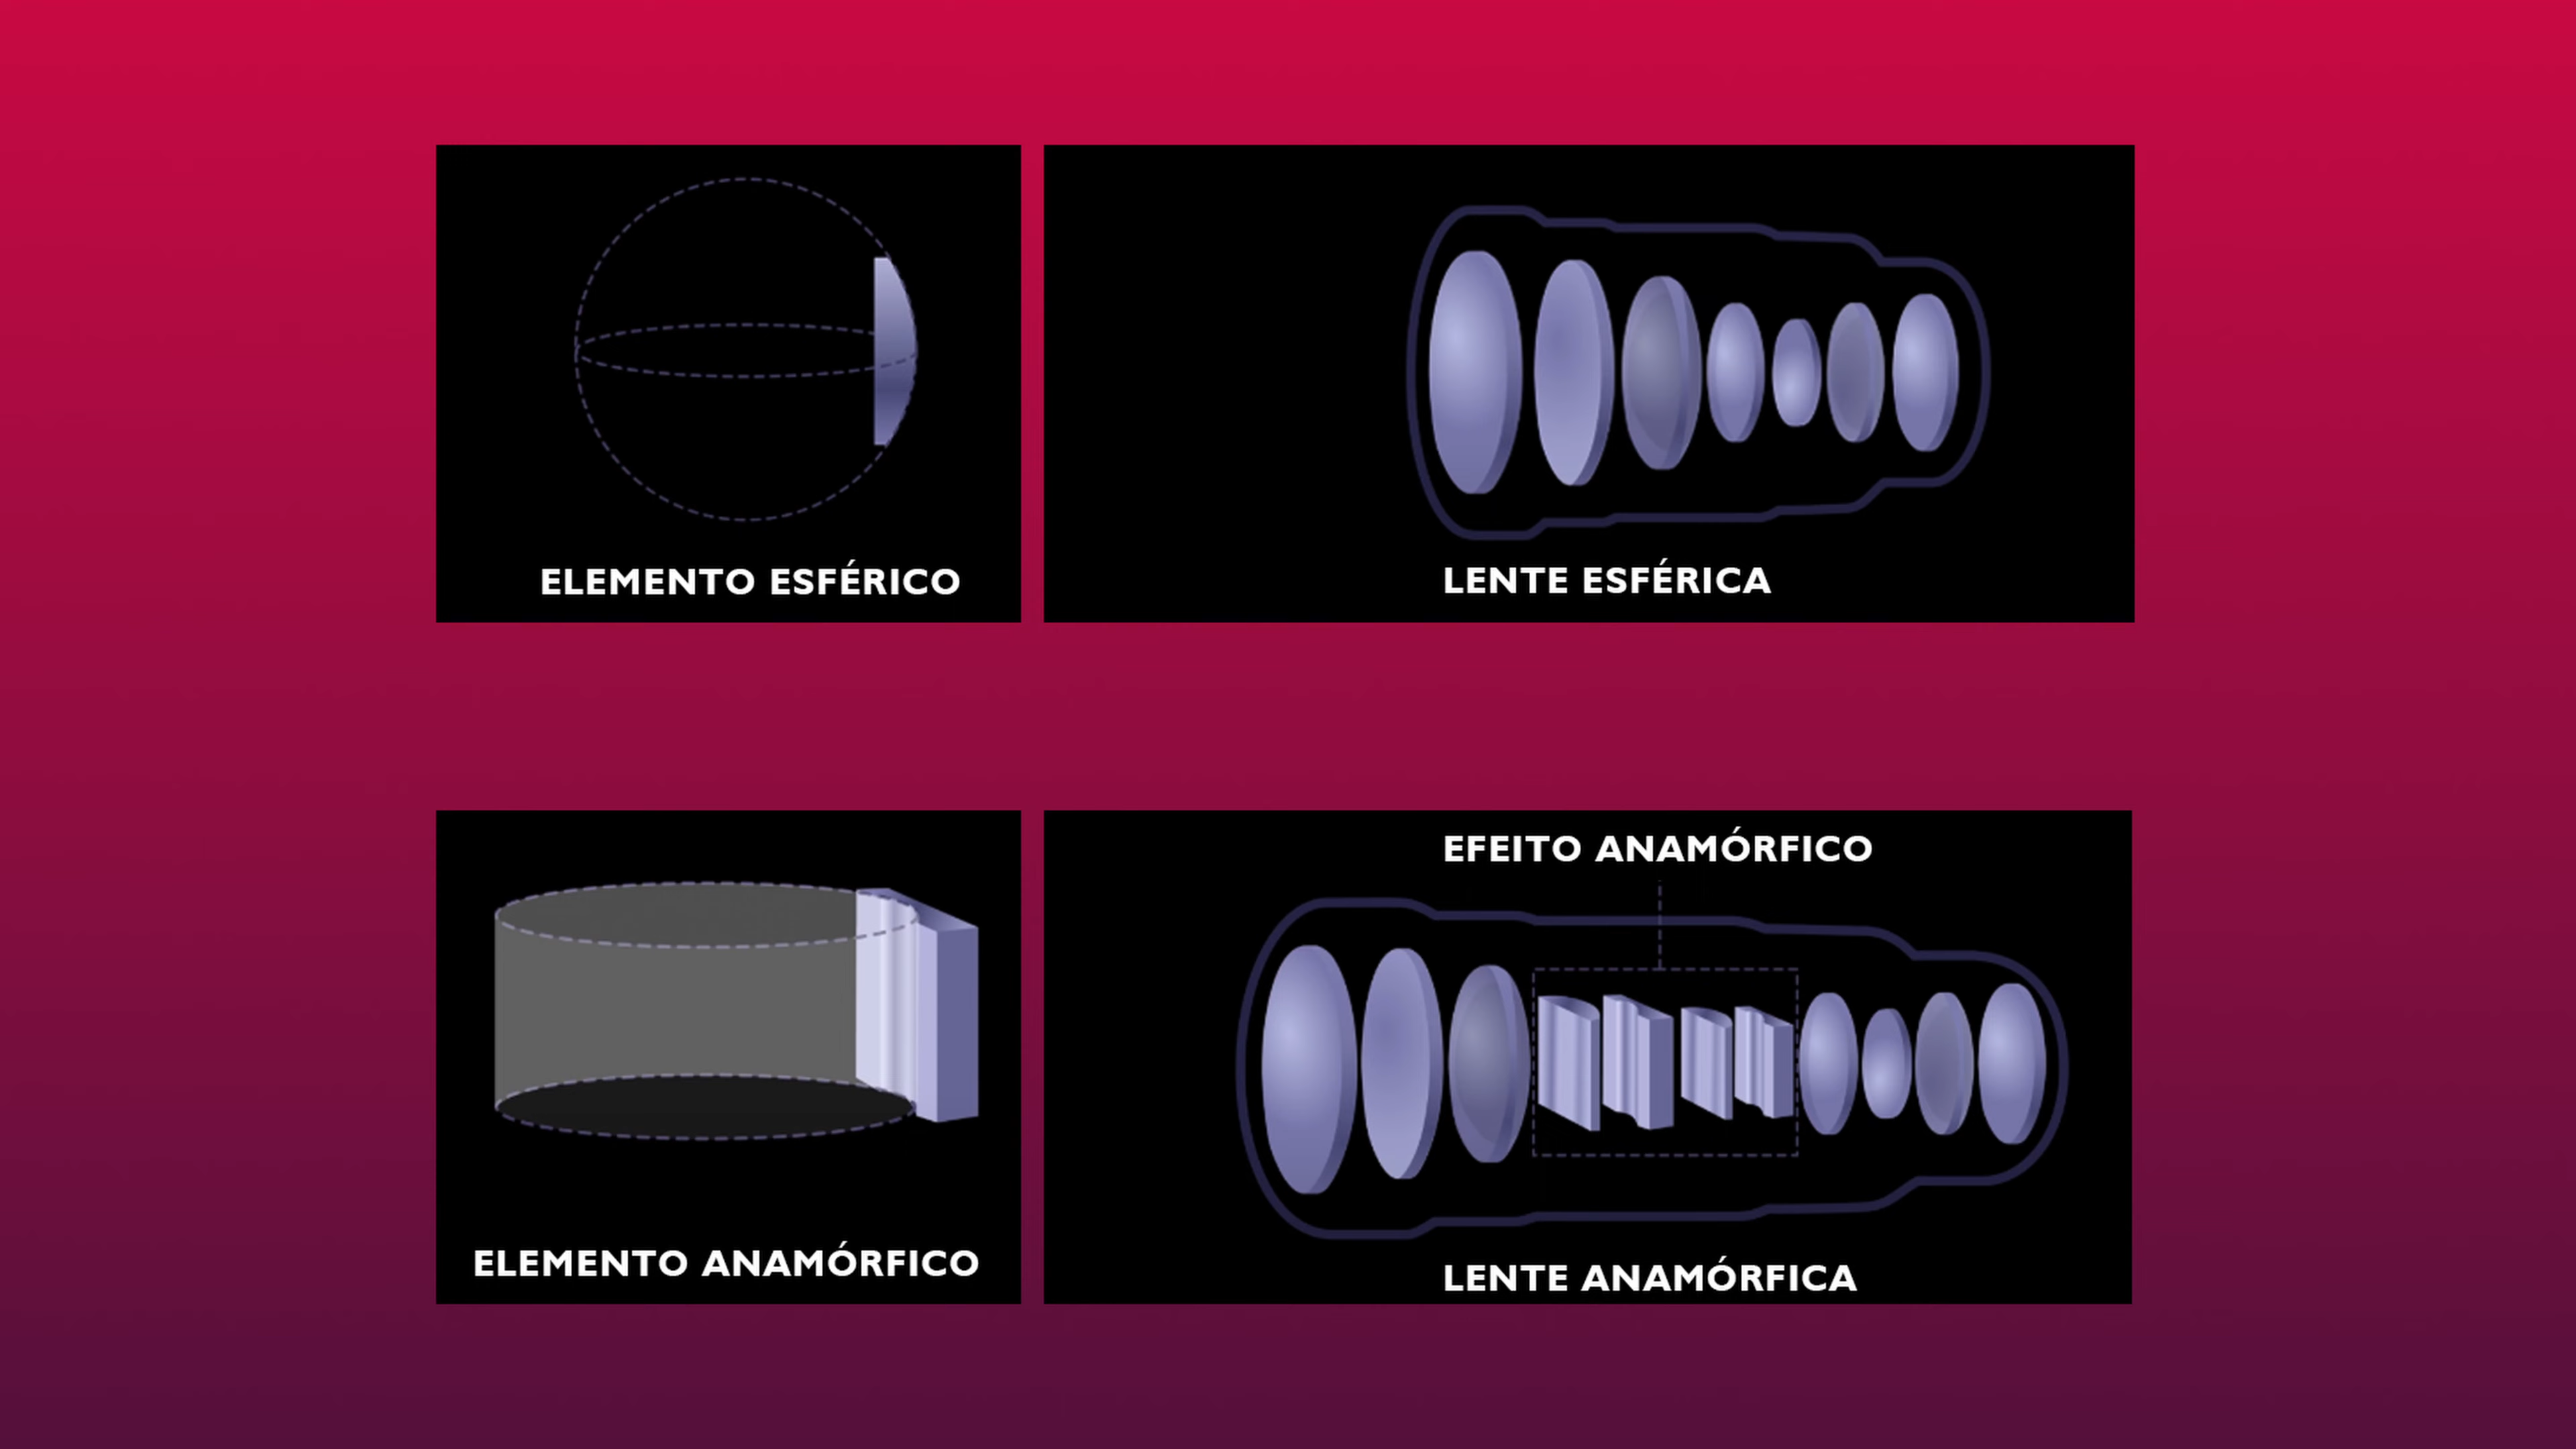 ELEMENTO ESFÉRICO
LENTE ESFÉRICA
EFEITO ANAMÓRFICO
ELEMENTO ANAMÓRFICO
LENTE ANAMÓRFICA